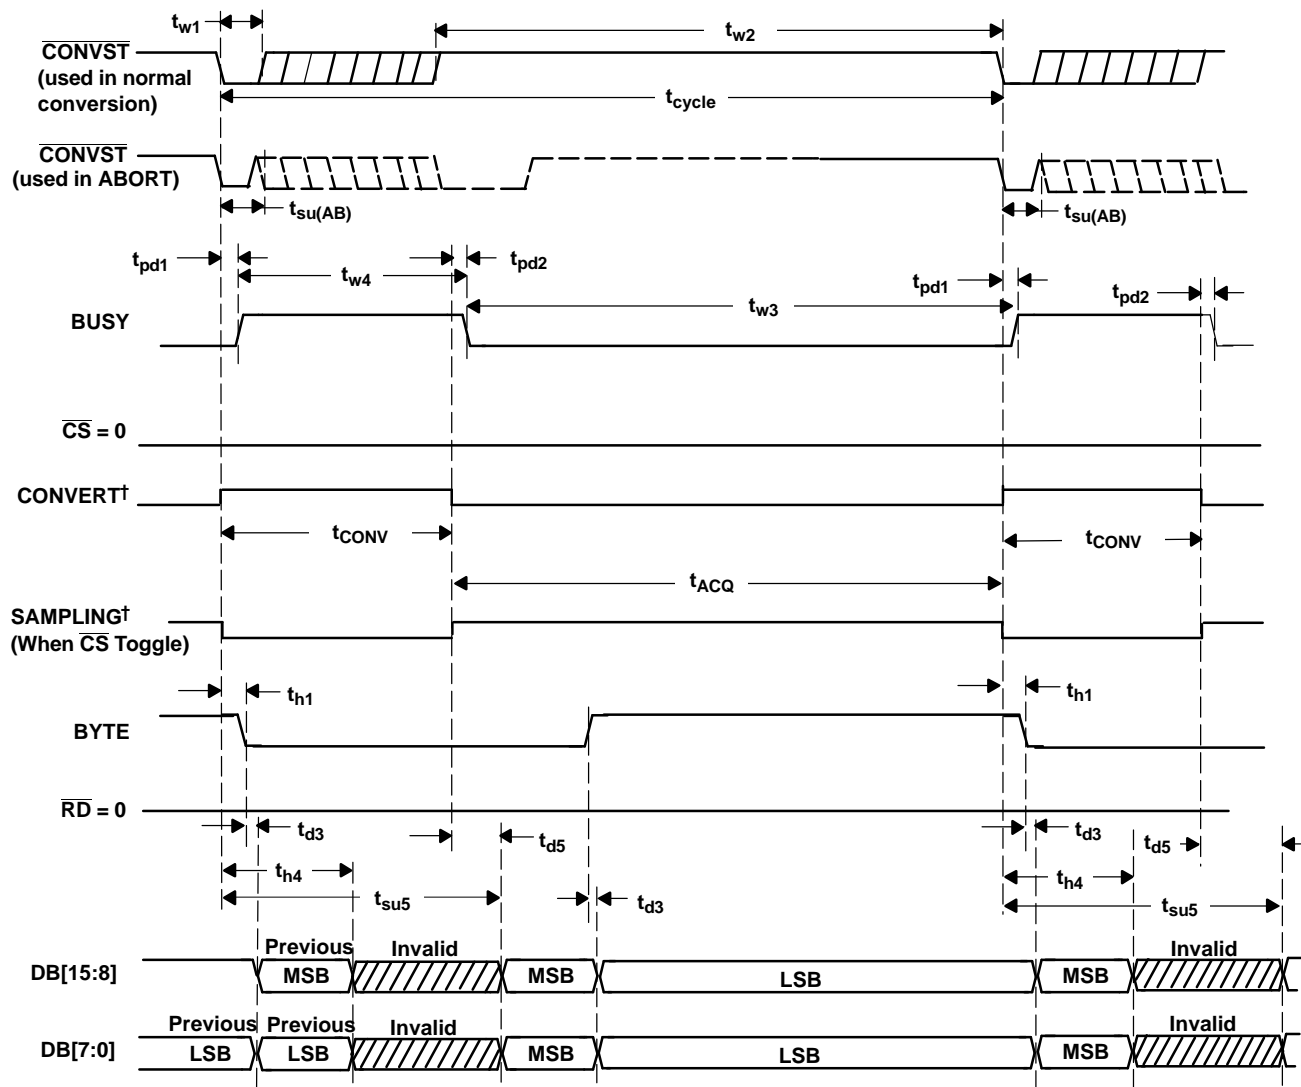 tw1
tw2
CONVST
(used in normal
conversion)
tcycle
CONVST
(used in ABORT)
tsu(AB)
tsu(AB)
tpd1
tw4
tpd2
tpd1
tpd2
tw3
BUSY
CS = 0
CONVERT†
tCONV
tCONV
tACQ
SAMPLING†
(When CS Toggle)
th1
th1
BYTE
RD = 0
td3
td5
td3
td5
th4
th4
tsu5
td3
tsu5
Previous
Invalid
Invalid
DB[15:8]
MSB
MSB
LSB
MSB
Previous
Previous
Invalid
Invalid
DB[7:0]
LSB
LSB
MSB
LSB
MSB